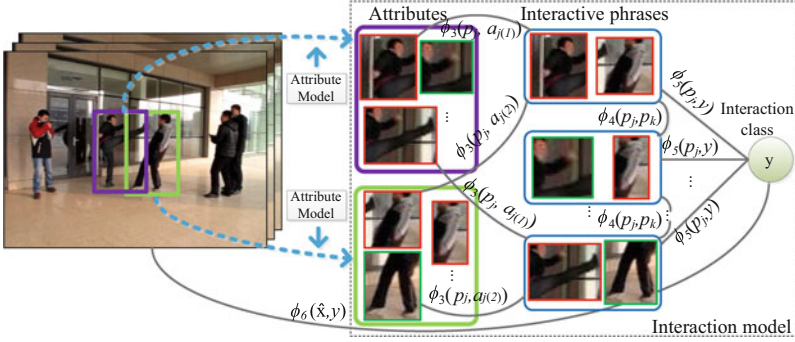 Attributes
Interactive phrases
ϕ3(pj, aj(1))
Attribute
Model
ϕ3(pj, aj(2))
ϕ4(pj,pk)
ϕ5(pj,y)
Interaction
class
ϕ5(pj,y)
y
...
...
Attribute
Model
ϕ3(pj, aj(1))
... ϕ4(pj,pk) ...
ϕ5(pj,y)
...
ϕ3(pj,aj(2))
ϕ6(x̂,y)
Interaction model